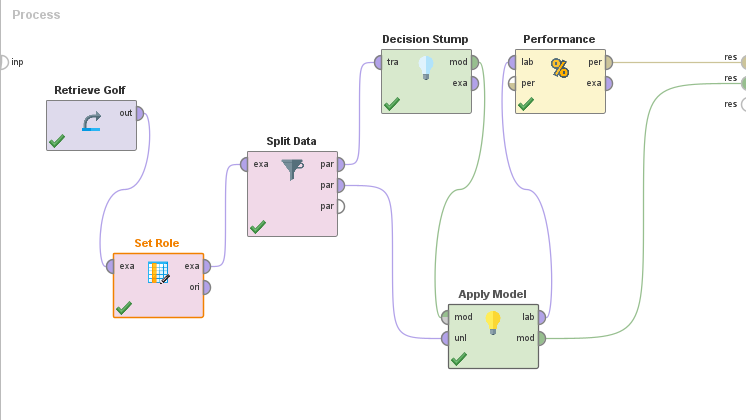 Process
inp
Retrieve Golf
out
Set Role
exa exa
ori
Split Data
exa par
par
par
Decision Stump
tra mod
exa
Performance
lab per
per exa
Apply Model
mod lab
unl mod
res
res
res